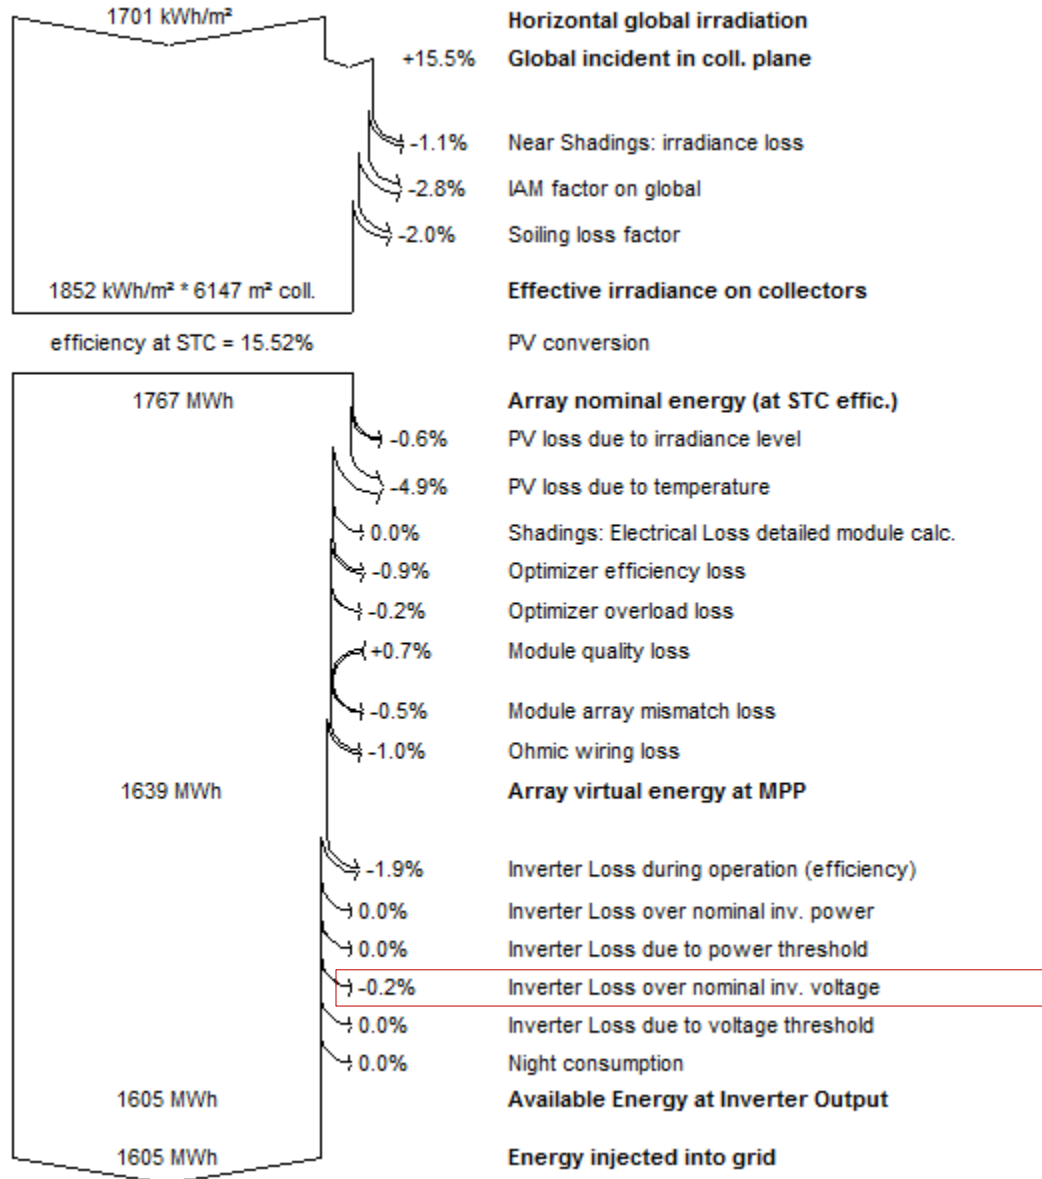 1701 kWh/m² Horizontal global irradiation
+15.5% Global incident in coll. plane
-1.1% Near Shadings: irradiance loss
-2.8% IAM factor on global
-2.0% Soiling loss factor
1852 kWh/m² * 6147 m² coll. Effective irradiance on collectors
efficiency at STC = 15.52% PV conversion
1767 MWh Array nominal energy (at STC effic.)
-0.6% PV loss due to irradiance level
-4.9% PV loss due to temperature
0.0% Shadings: Electrical Loss detailed module calc.
-0.9% Optimizer efficiency loss
-0.2% Optimizer overload loss
+0.7% Module quality loss
-0.5% Module array mismatch loss
-1.0% Ohmic wiring loss
1639 MWh Array virtual energy at MPP
-1.9% Inverter Loss during operation (efficiency)
0.0% Inverter Loss over nominal inv. power
0.0% Inverter Loss due to power threshold
-0.2% Inverter Loss over nominal inv. voltage
0.0% Inverter Loss due to voltage threshold
0.0% Night consumption
1605 MWh Available Energy at Inverter Output
1605 MWh Energy injected into grid